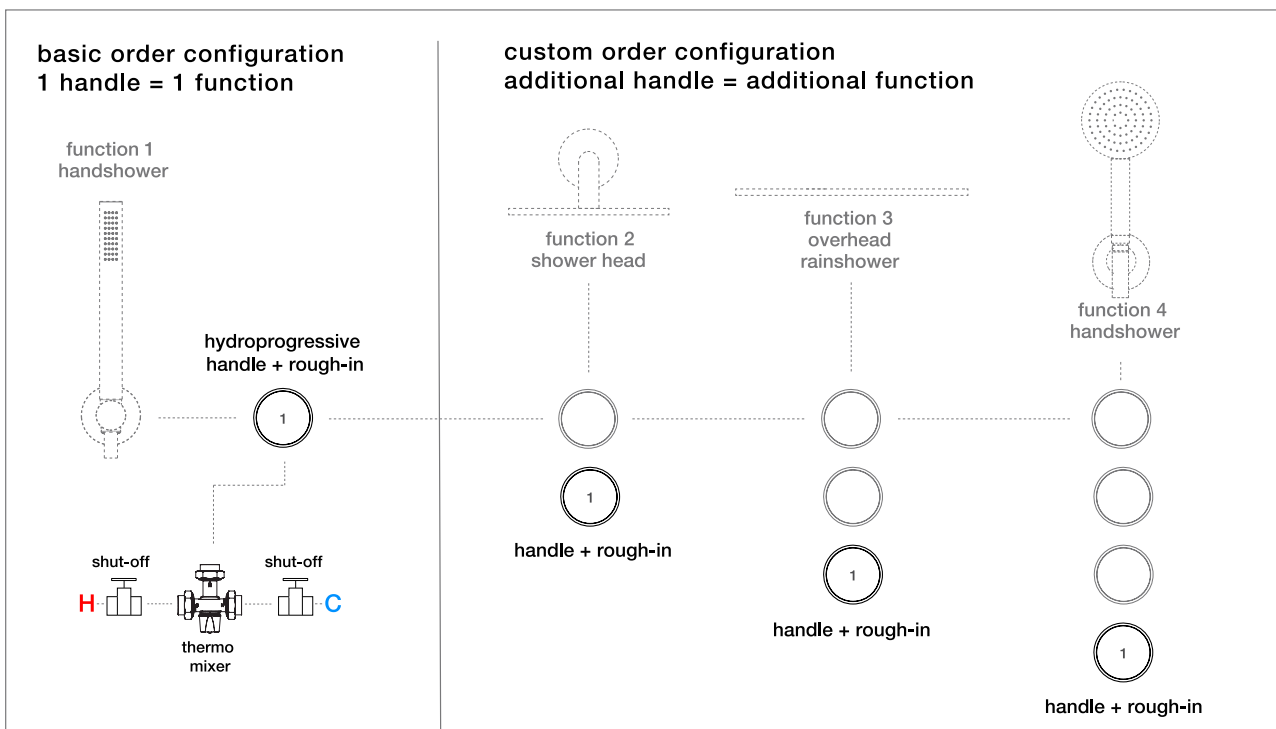 basic order configuration
1 handle = 1 function
function 1
handshower
hydroprogressive
handle + rough-in
1
shut-off
shut-off
H
C
thermo
mixer
custom order configuration
additional handle = additional function
function 2
shower head
1
handle + rough-in
function 3
overhead
rainshower
1
handle + rough-in
function 4
handshower
1
handle + rough-in